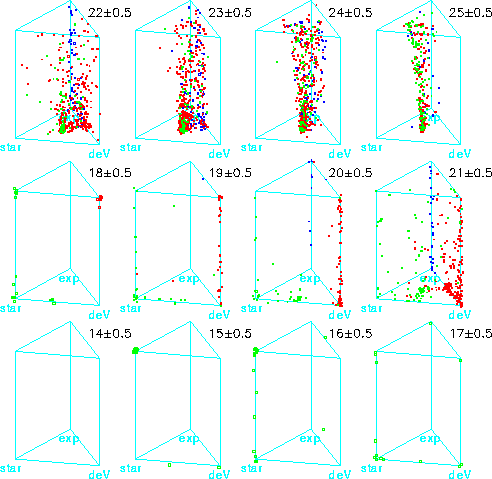 22±0.5 23±0.5 24±0.5 25±0.5
exp
exp
star deV star deV star deV star deV
18±0.5 19±0.5 20±0.5 21±0.5
exp exp exp exp
star deV star deV star deV star deV
14±0.5 15±0.5 16±0.5 17±0.5
exp exp exp exp
star deV star deV star deV star deV